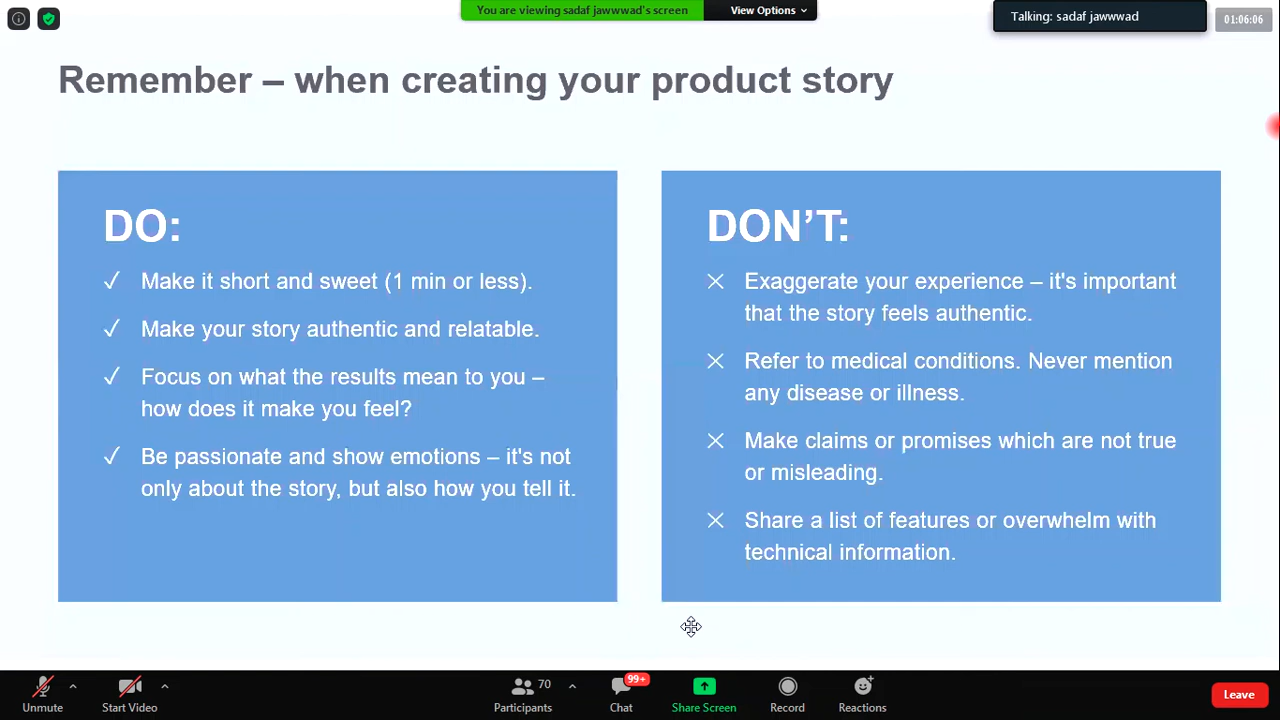 You are viewing sadaf jawwwad's screen
View Options
Talking: sadaf jawwwad
01:06:06
Remember – when creating your product story
DO:
✓ Make it short and sweet (1 min or less).
✓ Make your story authentic and relatable.
✓ Focus on what the results mean to you –
how does it make you feel?
✓ Be passionate and show emotions – it's not
only about the story, but also how you tell it.
DON'T:
✕ Exaggerate your experience – it's important
that the story feels authentic.
✕ Refer to medical conditions. Never mention
any disease or illness.
✕ Make claims or promises which are not true
or misleading.
✕ Share a list of features or overwhelm with
technical information.
Unmute
Start Video
70
Participants
99+
Chat
Share Screen
Record
Reactions
Leave